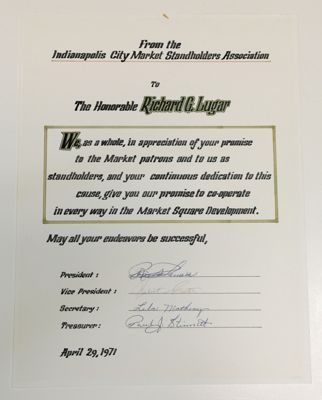 From the
Indianapolis City Market Standholders Association
To
The Honorable Richard G. Lugar
We, as a whole, in appreciation of your promise
to the Market patrons and to us as
standholders, and your continuous dedication to this
cause, give you our promise to co-operate
in every way in the Market Square Development.
May all your endeavors be successful,
President:
Vice President:
Secretary: Lela
Treasurer: Paul J.
April 29, 1971